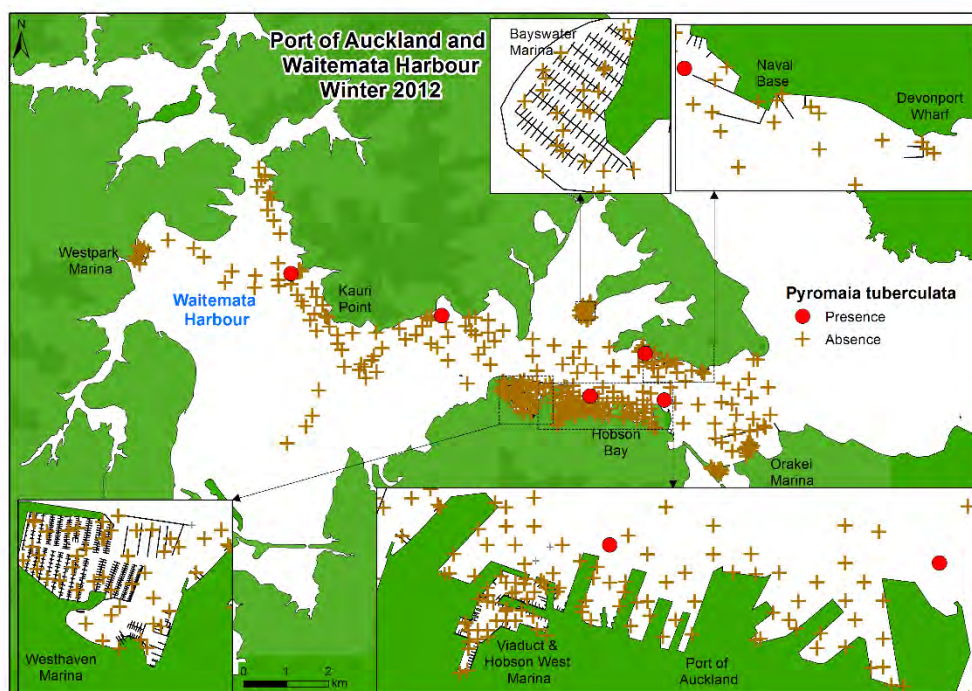 N
Port of Auckland and
Waitemata Harbour
Winter 2012
Bayswater
Marina
Naval
Base
Devonport
Wharf
Westpark
Marina
Waitemata
Harbour
Kauri
Point
Pyromaia tuberculata
Presence
Absence
Hobson
Bay
Orakei
Marina
Westhaven
Marina
0 1 2
km
Viaduct &
Hobson West
Marina
Port of
Auckland